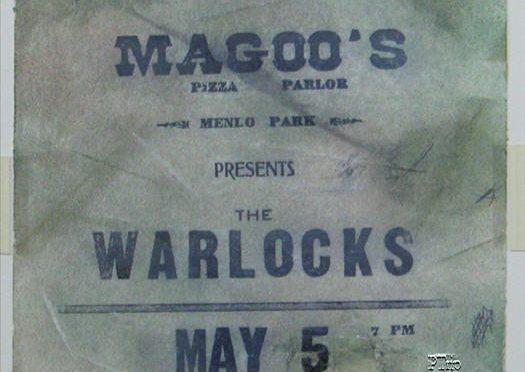 MAGOO'S
PIZZA PARLOR
MENLO PARK
PRESENTS
THE
WARLOCKS
MAY 5 7 PM